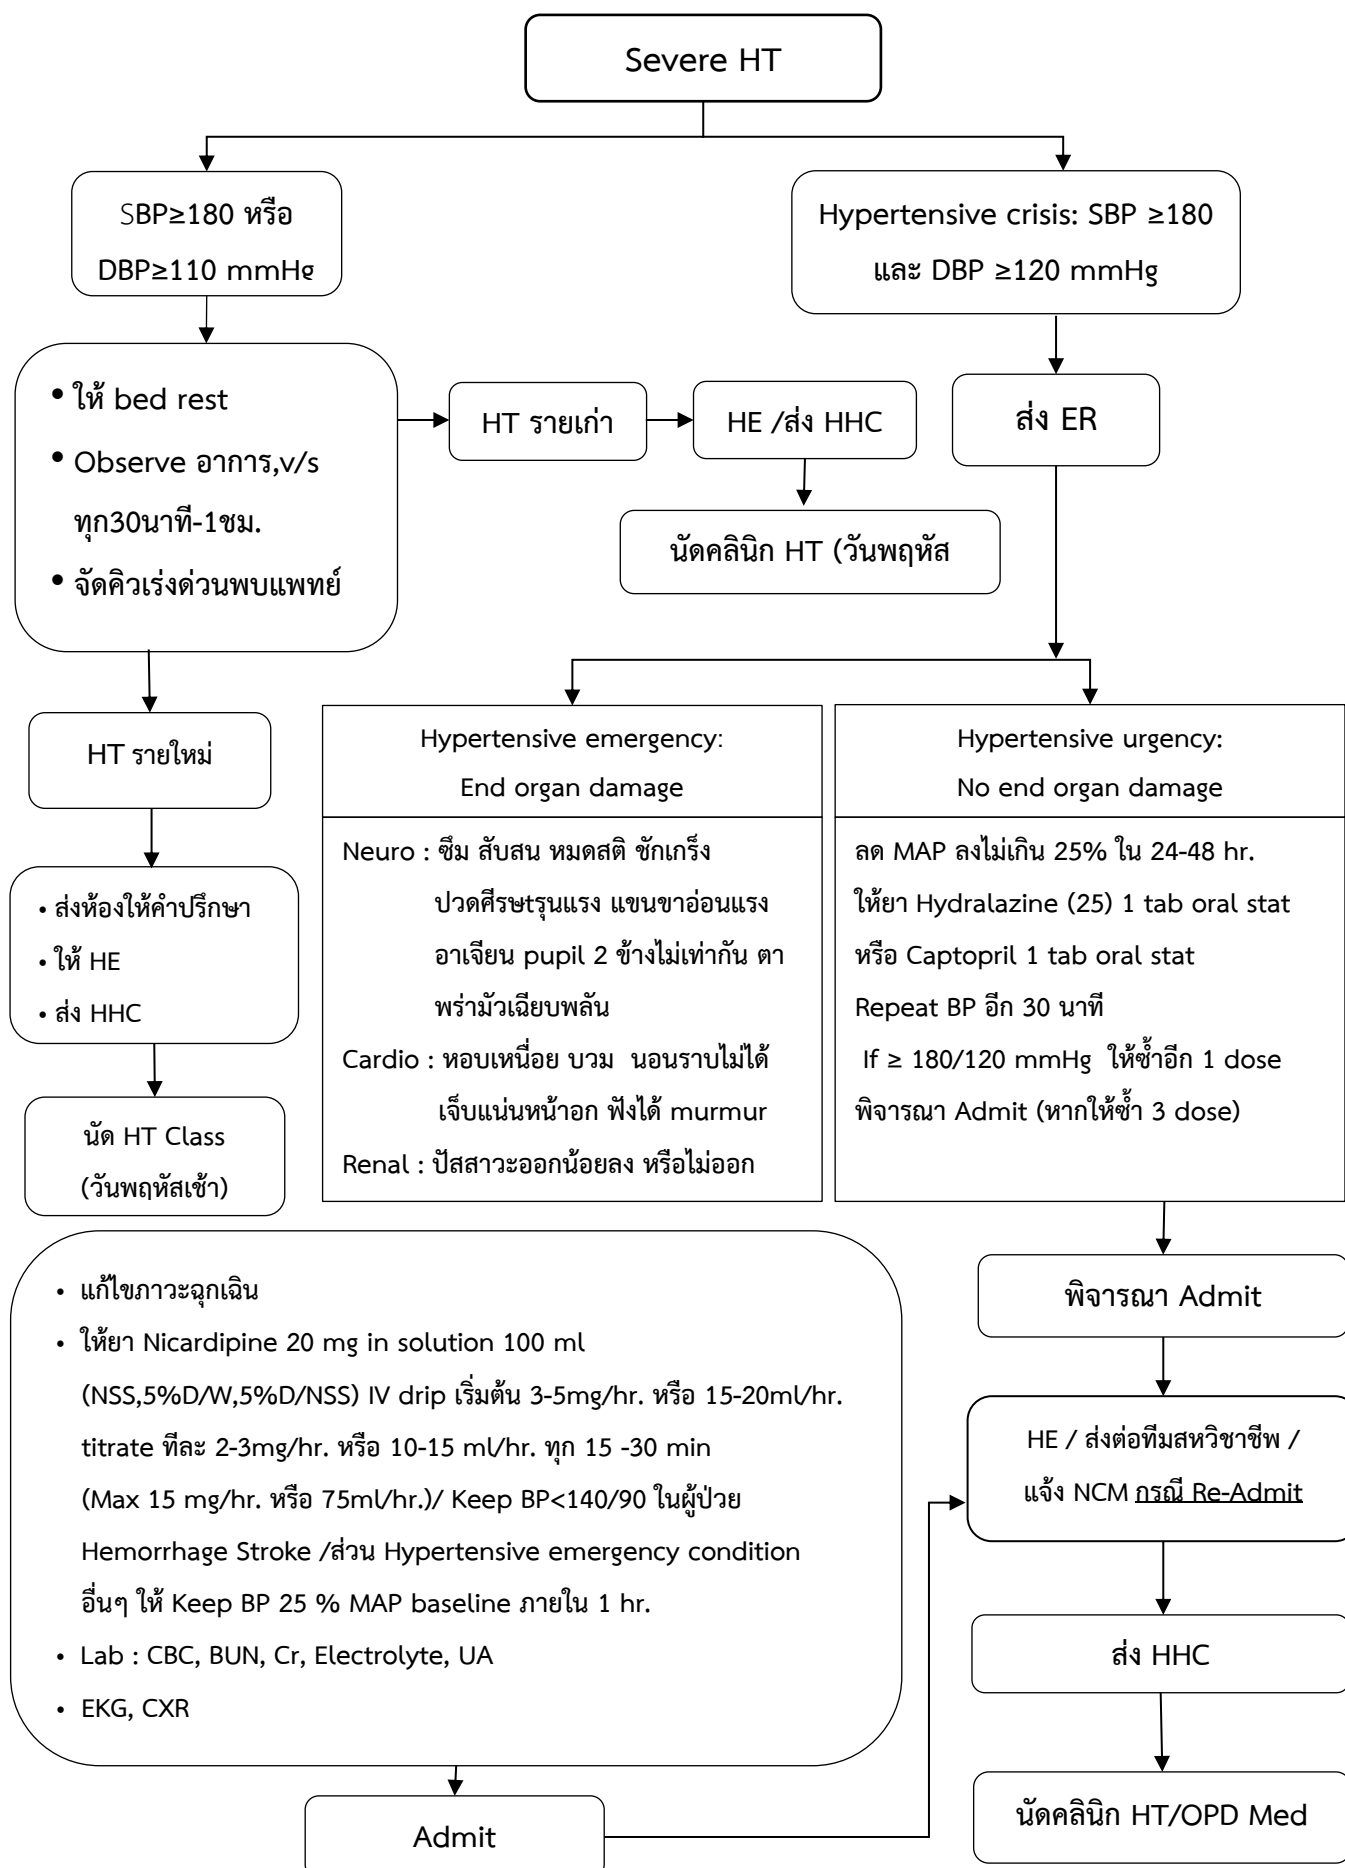 Severe HT
SBP≥180 หรือ
DBP≥110 mmHg
Hypertensive crisis: SBP ≥180
และ DBP ≥120 mmHg
• ให้ bed rest
• Observe อาการ,v/s
ทุก30นาที-1ชม.
• จัดคิวเร่งด่วนพบแพทย์
HT รายเก่า
HE /ส่ง HHC
ส่ง ER
นัดคลินิก HT (วันพฤหัส
HT รายใหม่
• ส่งห้องให้คำปรึกษา
• ให้ HE
• ส่ง HHC
นัด HT Class
(วันพฤหัสเช้า)
Hypertensive emergency:
End organ damage
Neuro : ซึม สับสน หมดสติ ชักเกร็ง
ปวดศีรษtรุนแรง แขนขาอ่อนแรง
อาเจียน pupil 2 ข้างไม่เท่ากัน ตา
พร่ามัวเฉียบพลัน
Cardio : หอบเหนื่อย บวม นอนราบไม่ได้
เจ็บแน่นหน้าอก ฟังได้ murmur
Renal : ปัสสาวะออกน้อยลง หรือไม่ออก
Hypertensive urgency:
No end organ damage
ลด MAP ลงไม่เกิน 25% ใน 24-48 hr.
ให้ยา Hydralazine (25) 1 tab oral stat
หรือ Captopril 1 tab oral stat
Repeat BP อีก 30 นาที
If ≥ 180/120 mmHg ให้ซ้ำอีก 1 dose
พิจารณา Admit (หากให้ซ้ำ 3 dose)
• แก้ไขภาวะฉุกเฉิน
• ให้ยา Nicardipine 20 mg in solution 100 ml
(NSS,5%D/W,5%D/NSS) IV drip เริ่มต้น 3-5mg/hr. หรือ 15-20ml/hr.
titrate ทีละ 2-3mg/hr. หรือ 10-15 ml/hr. ทุก 15 -30 min
(Max 15 mg/hr. หรือ 75ml/hr.)/ Keep BP<140/90 ในผู้ป่วย
Hemorrhage Stroke /ส่วน Hypertensive emergency condition
อื่นๆ ให้ Keep BP 25 % MAP baseline ภายใน 1 hr.
• Lab : CBC, BUN, Cr, Electrolyte, UA
• EKG, CXR
Admit
พิจารณา Admit
HE / ส่งต่อทีมสหวิชาชีพ /
แจ้ง NCM กรณี Re-Admit
ส่ง HHC
นัดคลินิก HT/OPD Med